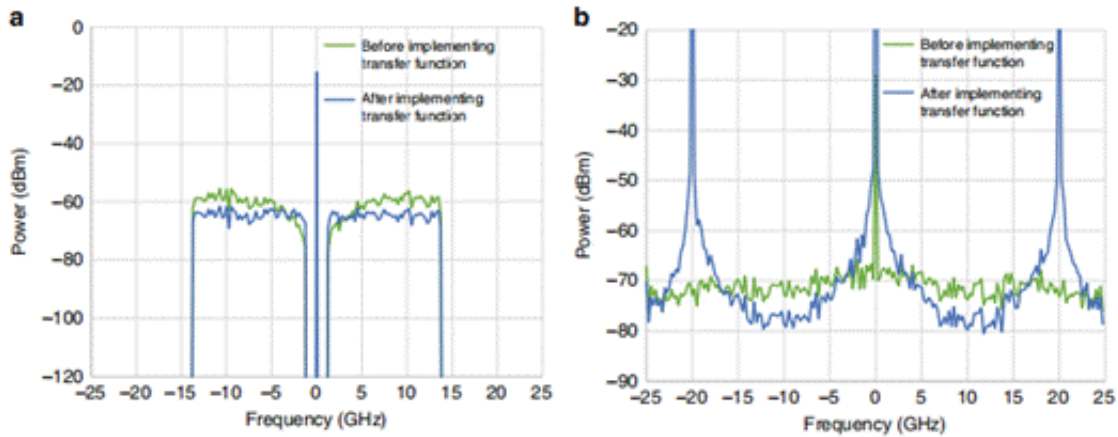 a
0
−20
−40
−60
−80
−100
−120
Power (dBm)
Before implementing
transfer function
After implementing
transfer function
−25 −20 −15 −10 −5 0 5 10 15 20 25
Frequency (GHz)
b
−20
−30
−40
−50
−60
−70
−80
−90
Power (dBm)
Before implementing
transfer function
After implementing
transfer function
−25 −20 −15 −10 −5 0 5 10 15 20 25
Frequency (GHz)